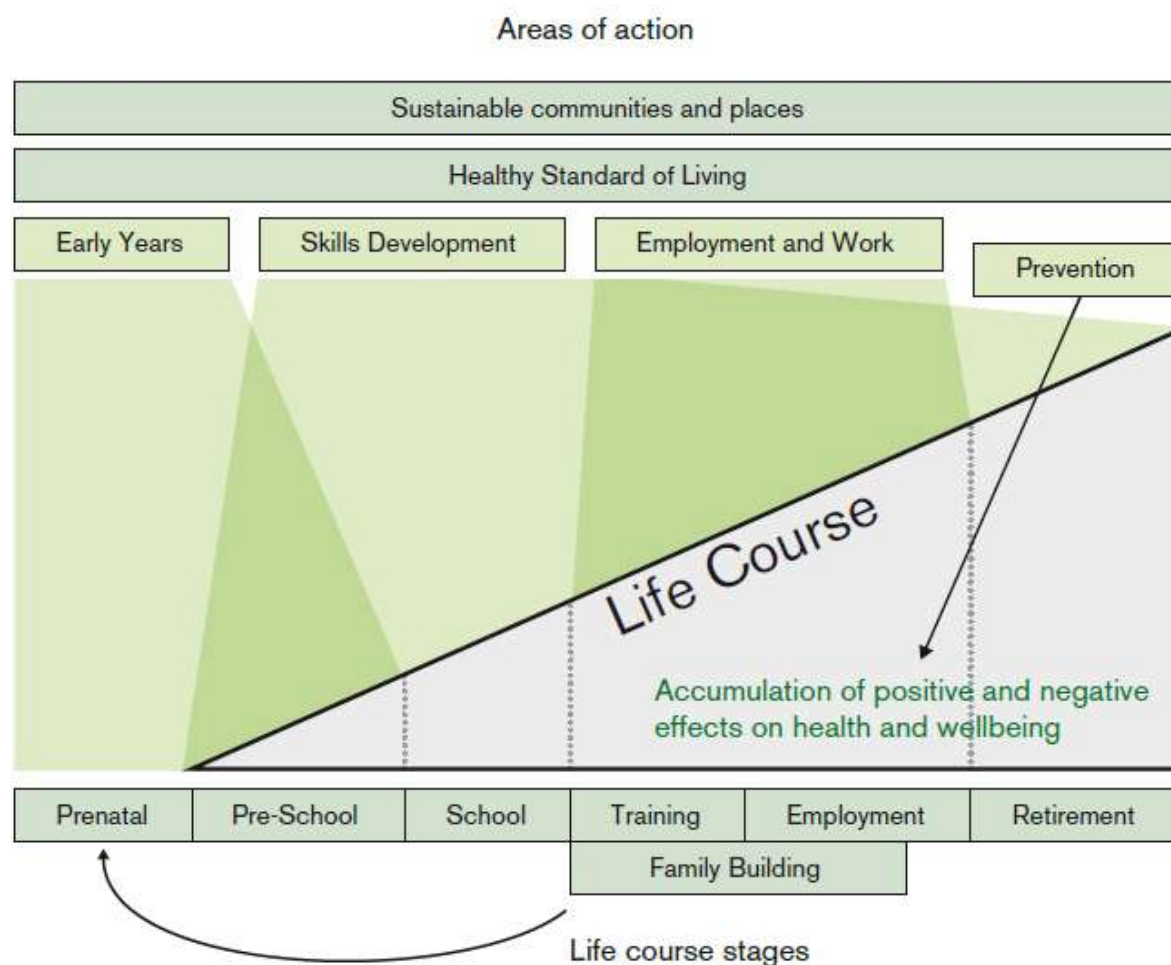 Areas of action
Sustainable communities and places
Healthy Standard of Living
Early Years
Skills Development
Employment and Work
Prevention
Life Course
Accumulation of positive and negative
effects on health and wellbeing
Prenatal
Pre-School
School
Training
Employment
Retirement
Family Building
Life course stages